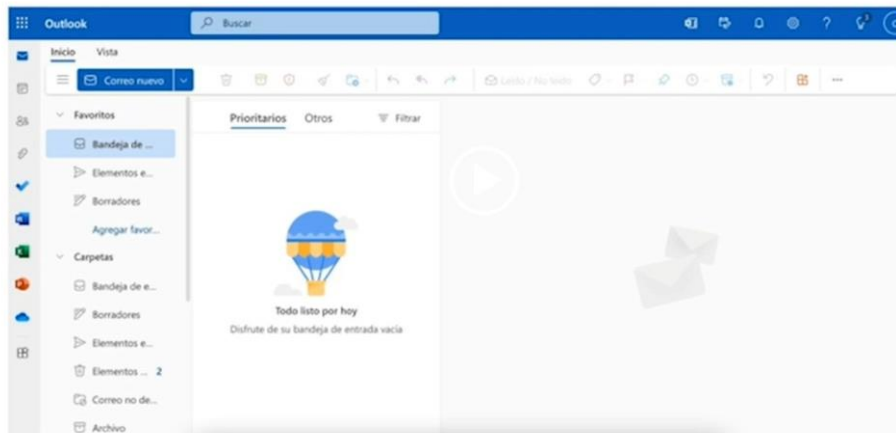 Outlook
Buscar
Inicio Vista
Correo nuevo
Leído / No leído
Favoritos
Prioritarios Otros Filtrar
Bandeja de ...
Elementos e...
Borradores
Agregar favor...
Carpetas
Bandeja de e...
Borradores
Elementos e...
Elementos ... 2
Correo no de...
Archivo
Todo listo por hoy
Disfrute de su bandeja de entrada vacía